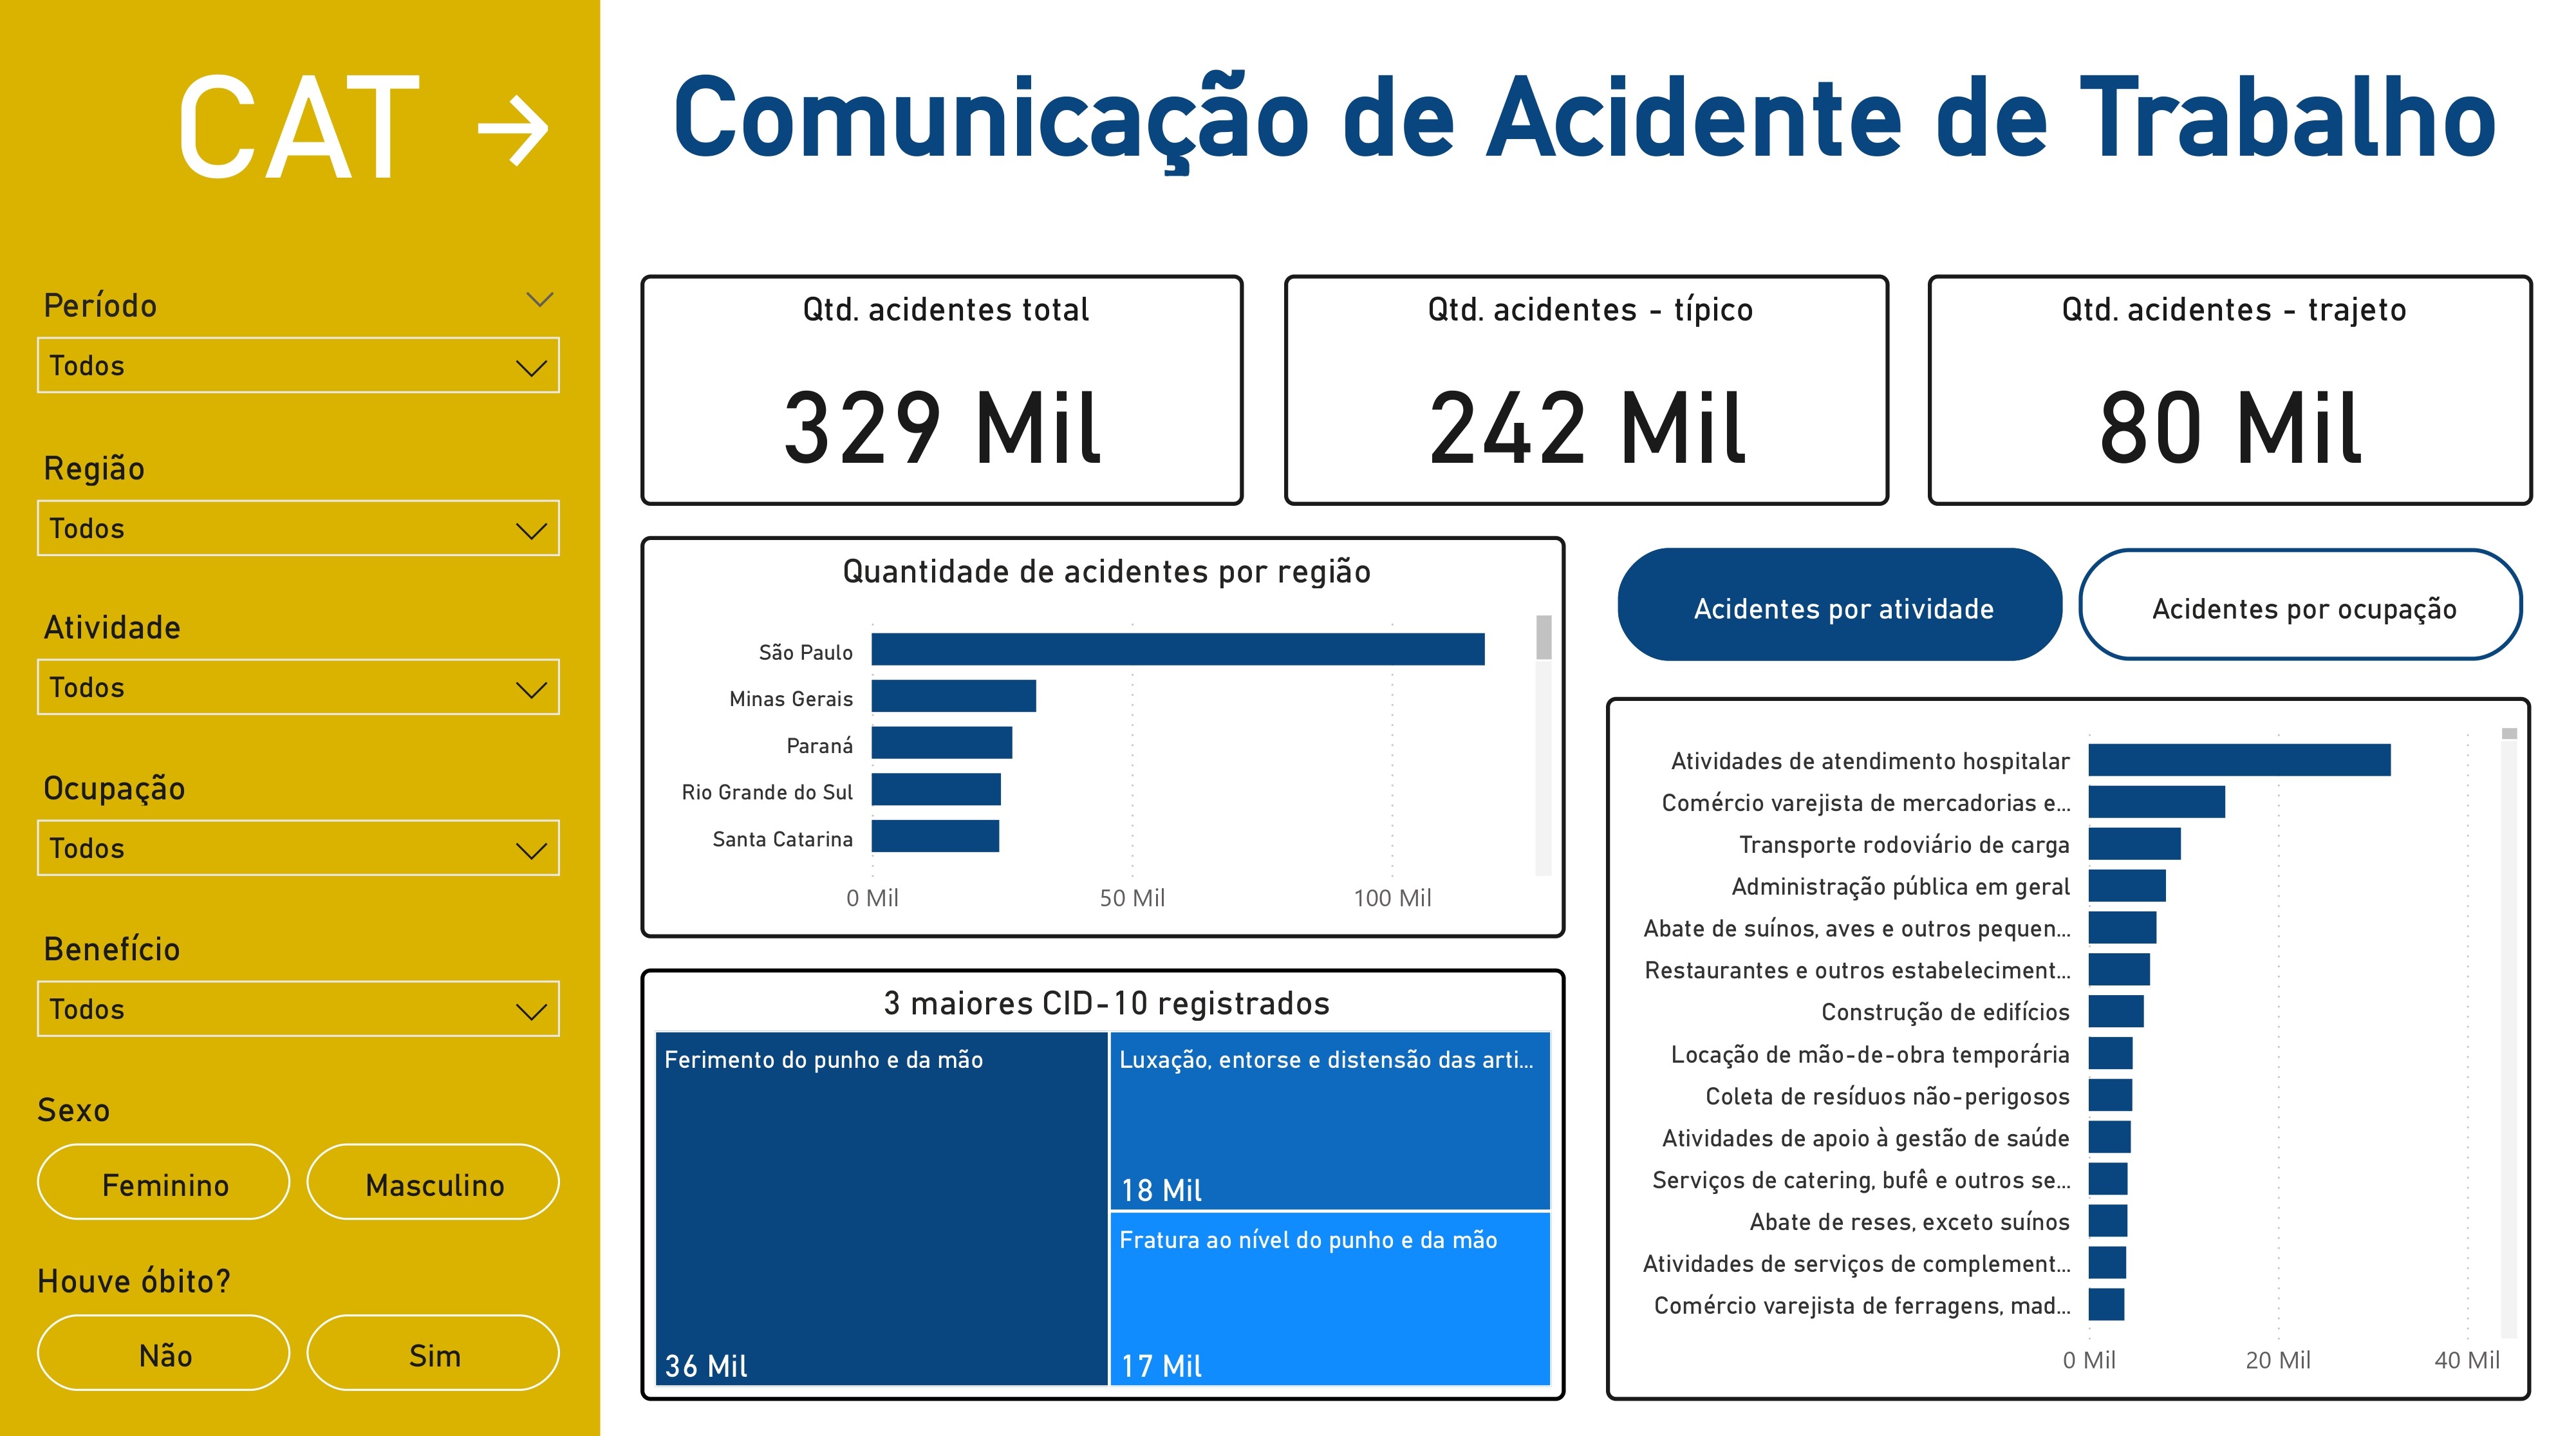 CAT →
Comunicação de Acidente de Trabalho
Período
Todos
Região
Todos
Atividade
Todos
Ocupação
Todos
Benefício
Todos
Sexo
Feminino
Masculino
Houve óbito?
Não
Sim
Qtd. acidentes total
329 Mil
Qtd. acidentes - típico
242 Mil
Qtd. acidentes - trajeto
80 Mil
Quantidade de acidentes por região
São Paulo
Minas Gerais
Paraná
Rio Grande do Sul
Santa Catarina
0 Mil
50 Mil
100 Mil
3 maiores CID-10 registrados
Ferimento do punho e da mão
36 Mil
Luxação, entorse e distensão das arti...
18 Mil
Fratura ao nível do punho e da mão
17 Mil
Acidentes por atividade
Acidentes por ocupação
Atividades de atendimento hospitalar
Comércio varejista de mercadorias e...
Transporte rodoviário de carga
Administração pública em geral
Abate de suínos, aves e outros pequen...
Restaurantes e outros estabeleciment...
Construção de edifícios
Locação de mão-de-obra temporária
Coleta de resíduos não-perigosos
Atividades de apoio à gestão de saúde
Serviços de catering, bufê e outros se...
Abate de reses, exceto suínos
Atividades de serviços de complement...
Comércio varejista de ferragens, mad...
0 Mil
20 Mil
40 Mil